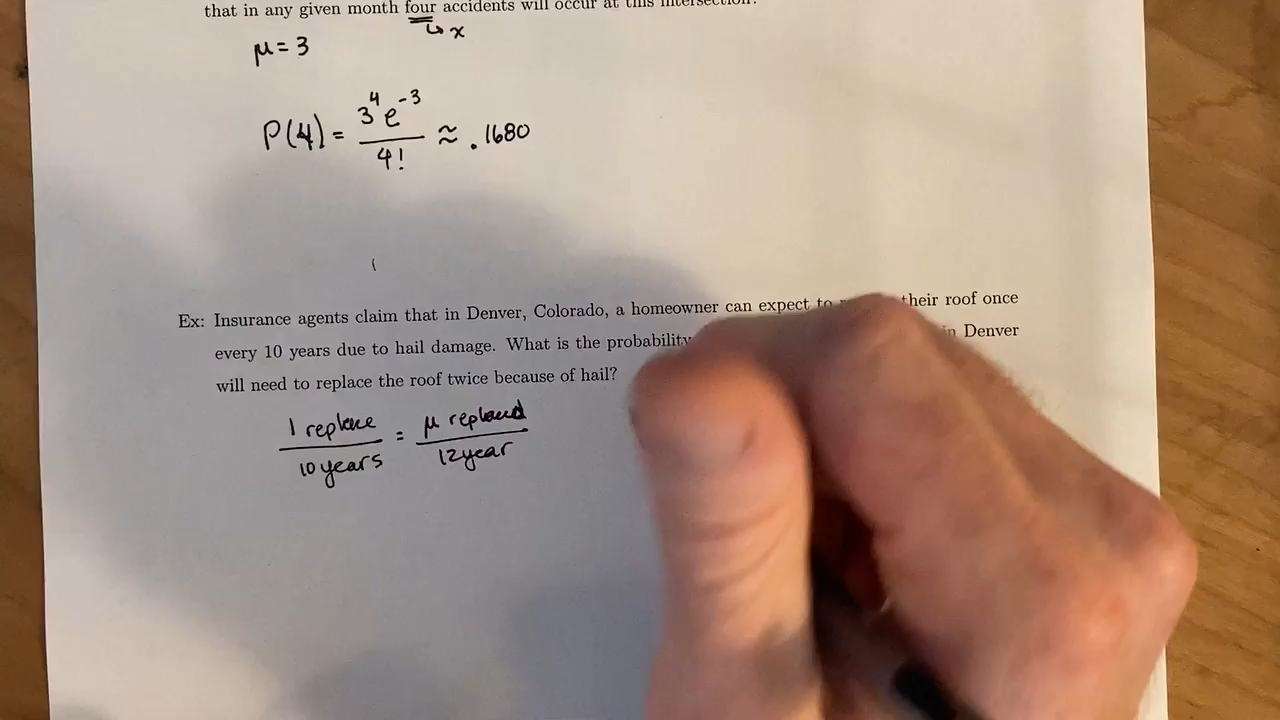 that in any given month four accidents will occur at this intersection?
↳ x
μ = 3
P(4) = 3^4 e^-3 / 4! ≈ .1680
Ex: Insurance agents claim that in Denver, Colorado, a homeowner can expect to their roof once
every 10 years due to hail damage. What is the probability in Denver
will need to replace the roof twice because of hail?
1 replace / 10 years = μ replaced / 12 year